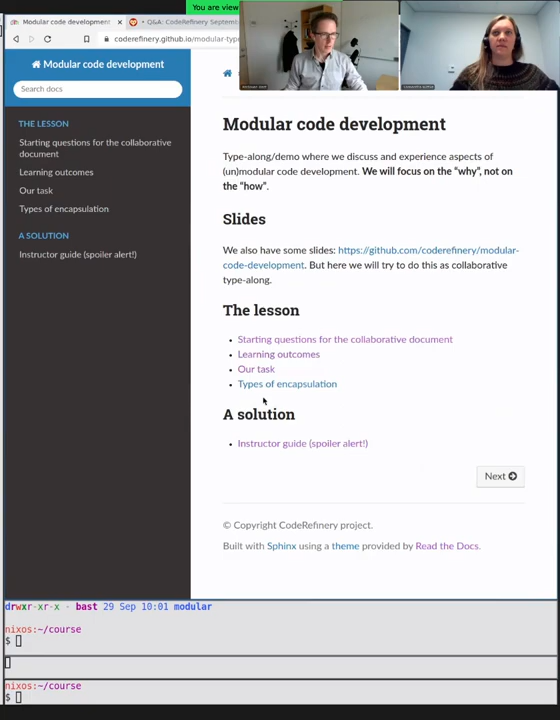 You are view
Modular code development
Q&A: CodeRefinery Septemb
coderefinery.github.io/modular-type
Modular code development
Search docs
THE LESSON
Starting questions for the collaborative
document
Learning outcomes
Our task
Types of encapsulation
A SOLUTION
Instructor guide (spoiler alert!)
Modular code development
Type-along/demo where we discuss and experience aspects of
(un)modular code development. We will focus on the “why”, not on
the “how”.
Slides
We also have some slides: https://github.com/coderefinery/modular-
code-development. But here we will try to do this as collaborative
type-along.
The lesson
Starting questions for the collaborative document
Learning outcomes
Our task
Types of encapsulation
A solution
Instructor guide (spoiler alert!)
Next
© Copyright CodeRefinery project.
Built with Sphinx using a theme provided by Read the Docs.
drwxr-xr-x - bast 29 Sep 10:01 modular
nixos:~/course
$
nixos:~/course
$